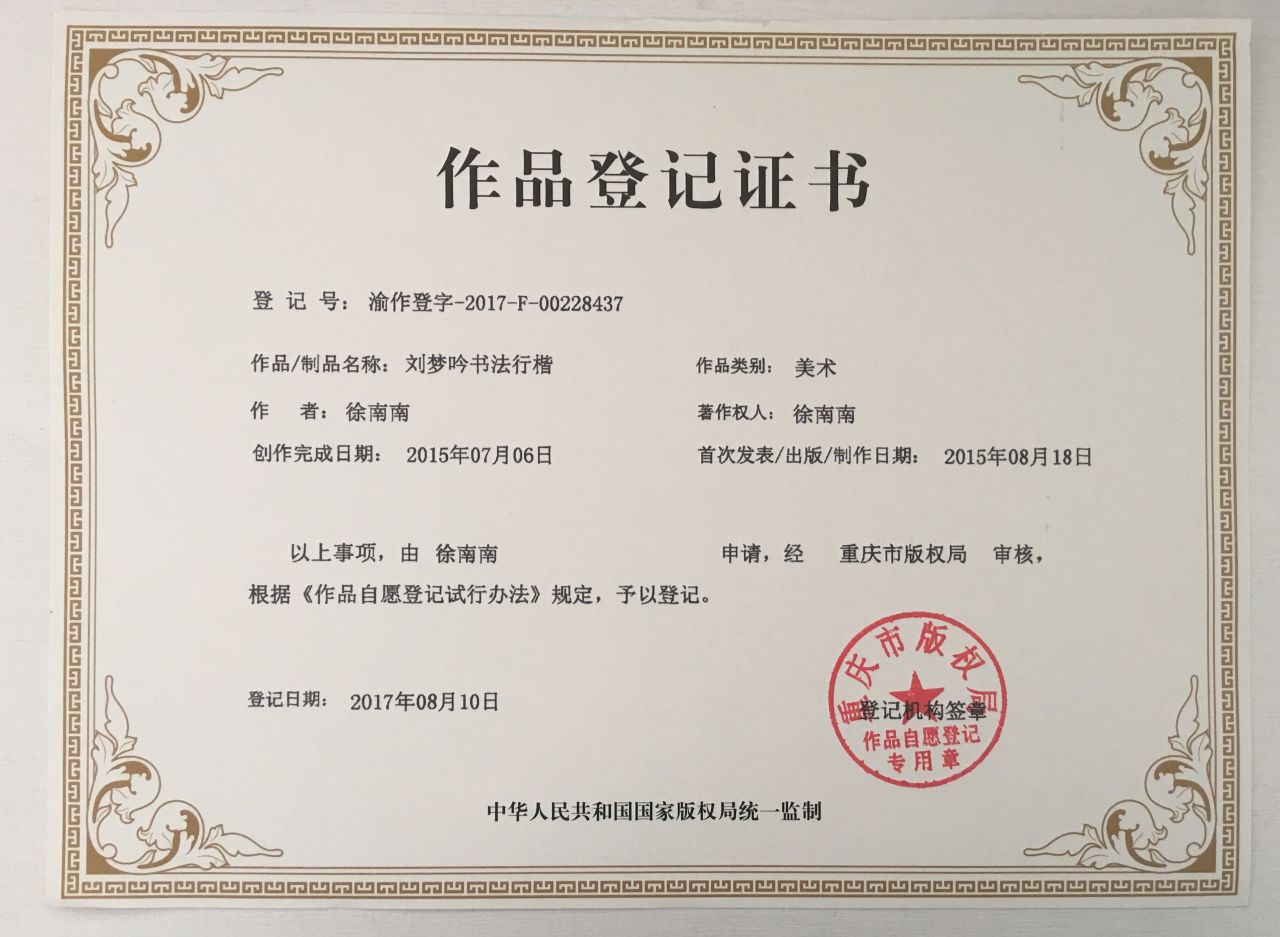 作品登记证书
登 记 号： 渝作登字-2017-F-00228437
作品/制品名称： 刘梦吟书法行楷 作品类别： 美术
作 者： 徐南南 著作权人： 徐南南
创作完成日期： 2015年07月06日 首次发表/出版/制作日期： 2015年08月18日
以上事项，由 徐南南 申请，经 重庆市版权局 审核，
根据《作品自愿登记试行办法》规定，予以登记。
重庆市版权局
登记日期： 2017年08月10日 登记机构签章
作品自愿登记
专用章
中华人民共和国国家版权局统一监制